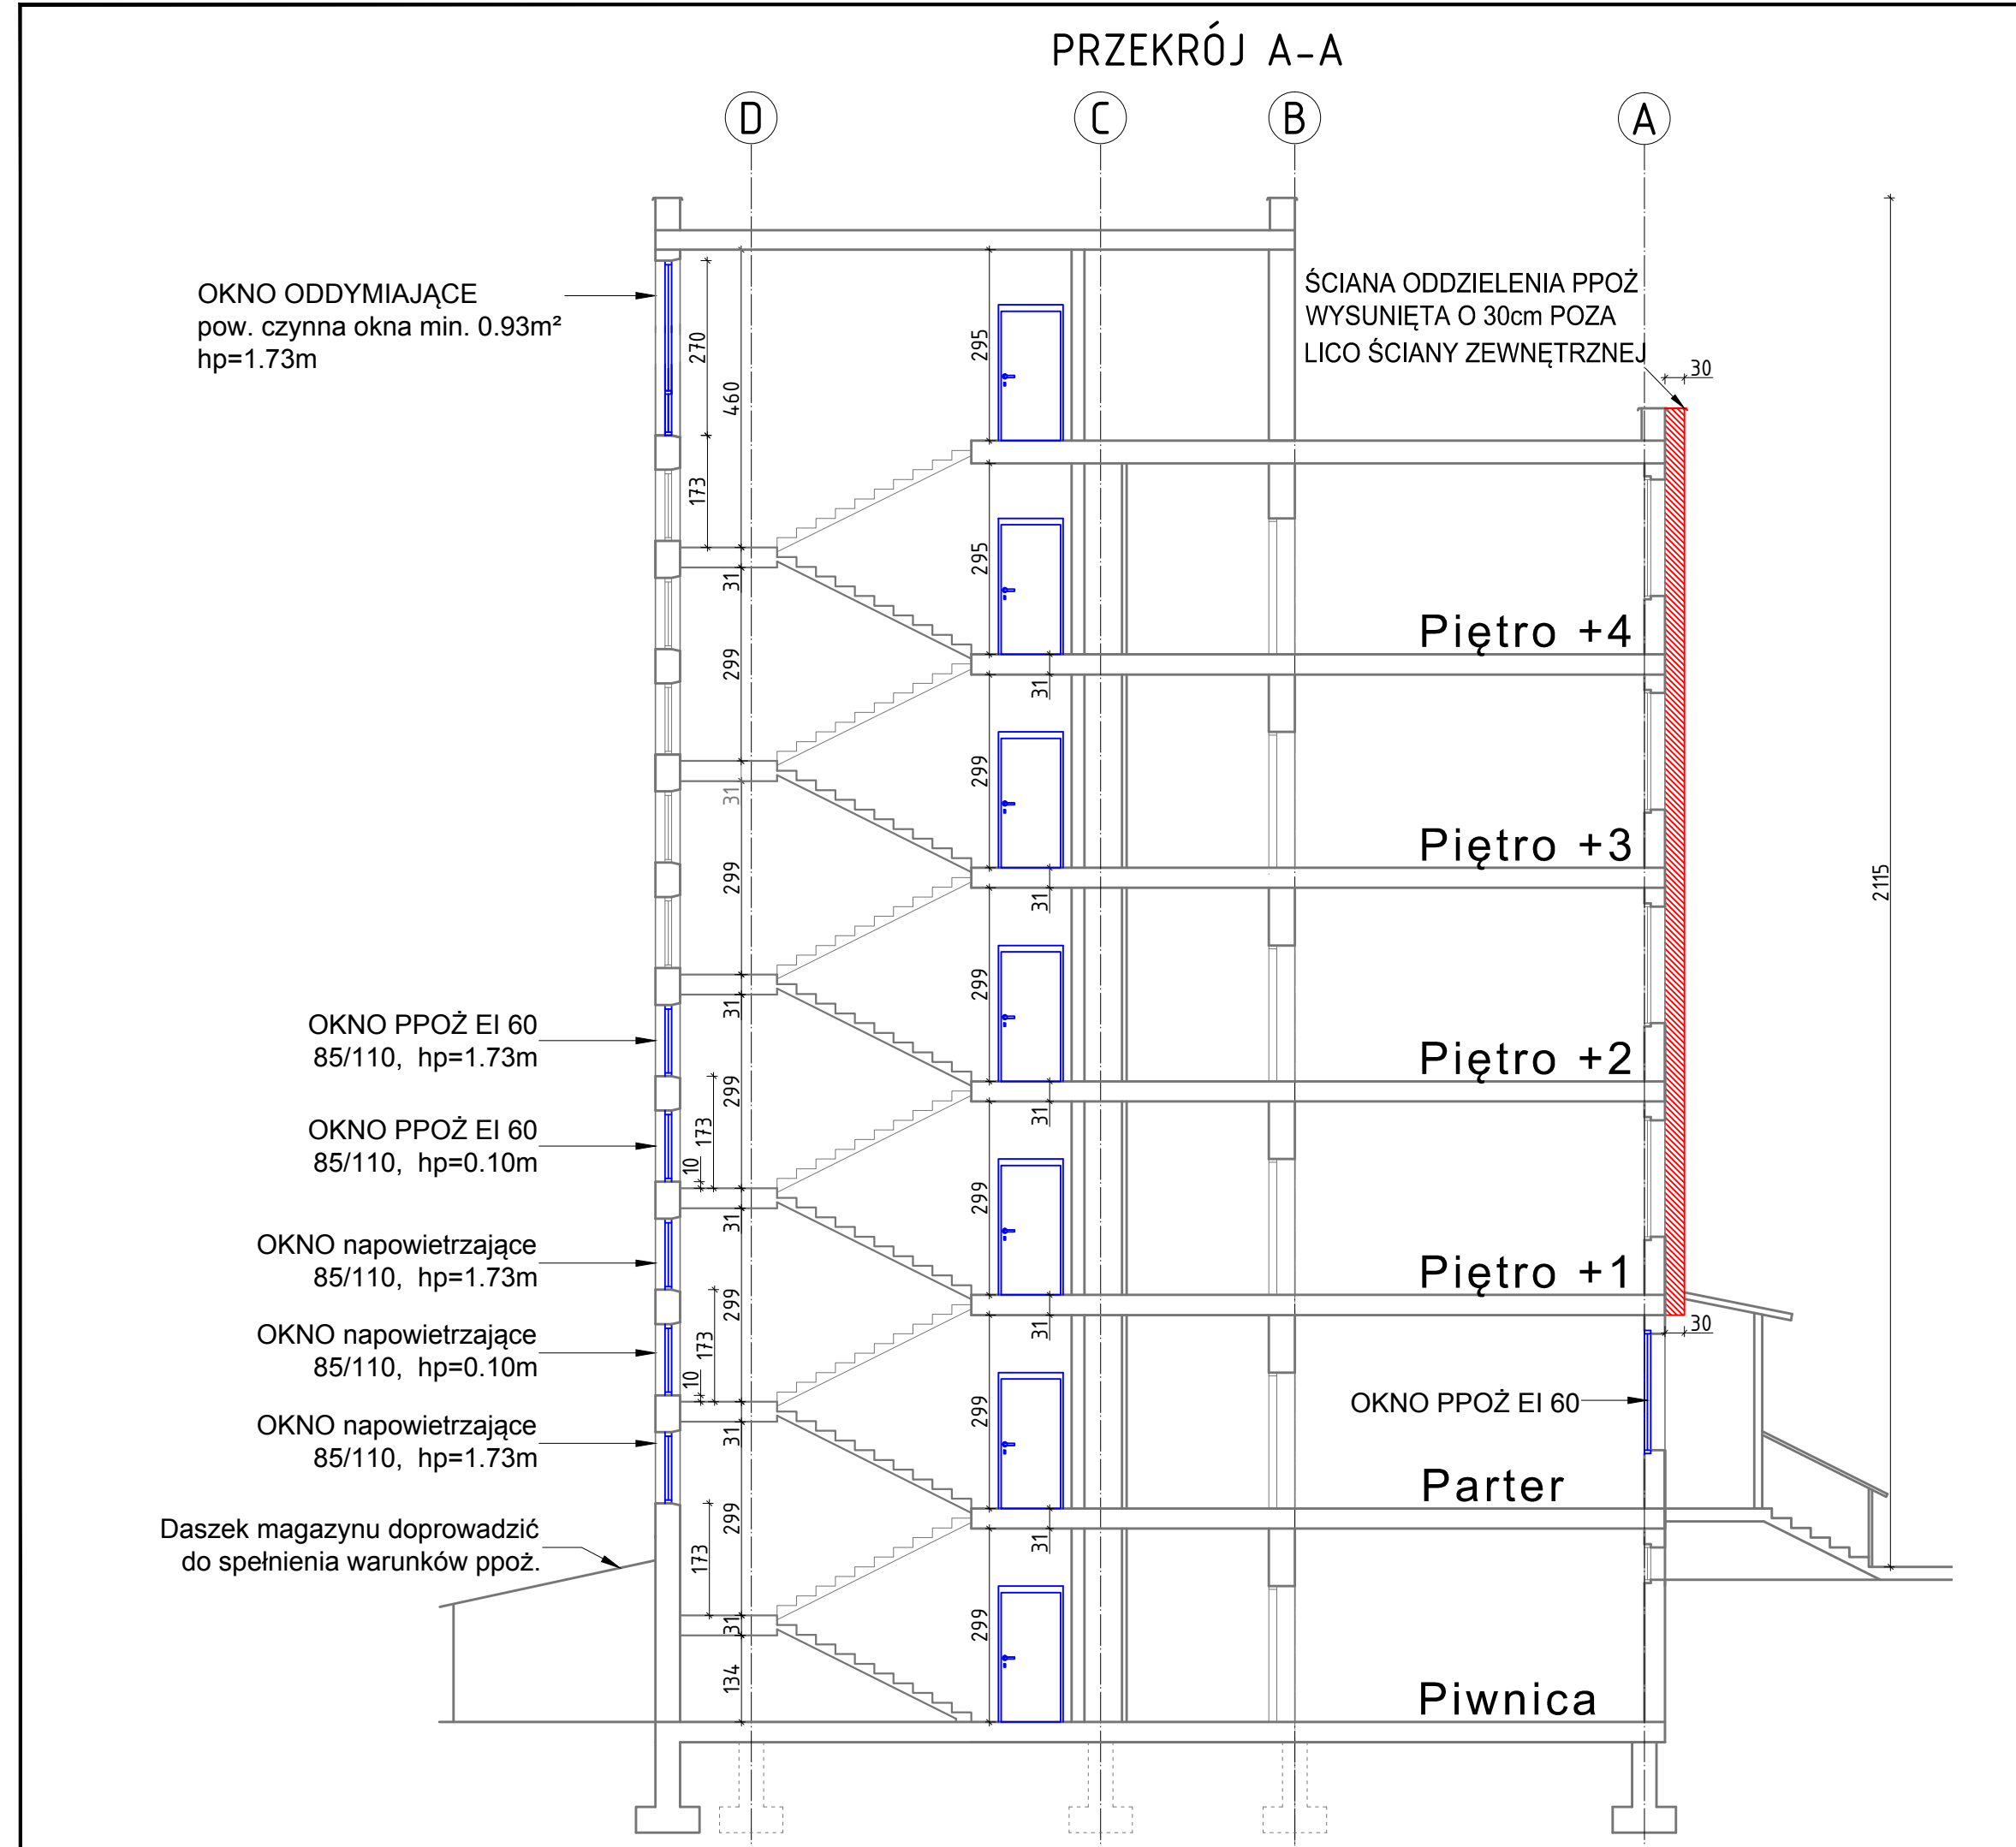 PRZEKRÓJ A-A
D
C
B
A
OKNO ODDYMIAJĄCE
pow. czynna okna min. 0.93m²
hp=1.73m
ŚCIANA ODDZIELENIA PPOŻ
WYSUNIĘTA O 30cm POZA
LICO ŚCIANY ZEWNĘTRZNEJ
30
270
460
173
295
295
31
299
31
299
31
299
173
10
31
299
173
10
31
299
173
31
134
31
299
31
299
31
299
31
299
31
299
2115
30
Piętro +4
Piętro +3
Piętro +2
Piętro +1
Parter
Piwnica
OKNO PPOŻ EI 60
85/110, hp=1.73m
OKNO PPOŻ EI 60
85/110, hp=0.10m
OKNO napowietrzające
85/110, hp=1.73m
OKNO napowietrzające
85/110, hp=0.10m
OKNO napowietrzające
85/110, hp=1.73m
Daszek magazynu doprowadzić
do spełnienia warunków ppoż.
OKNO PPOŻ EI 60